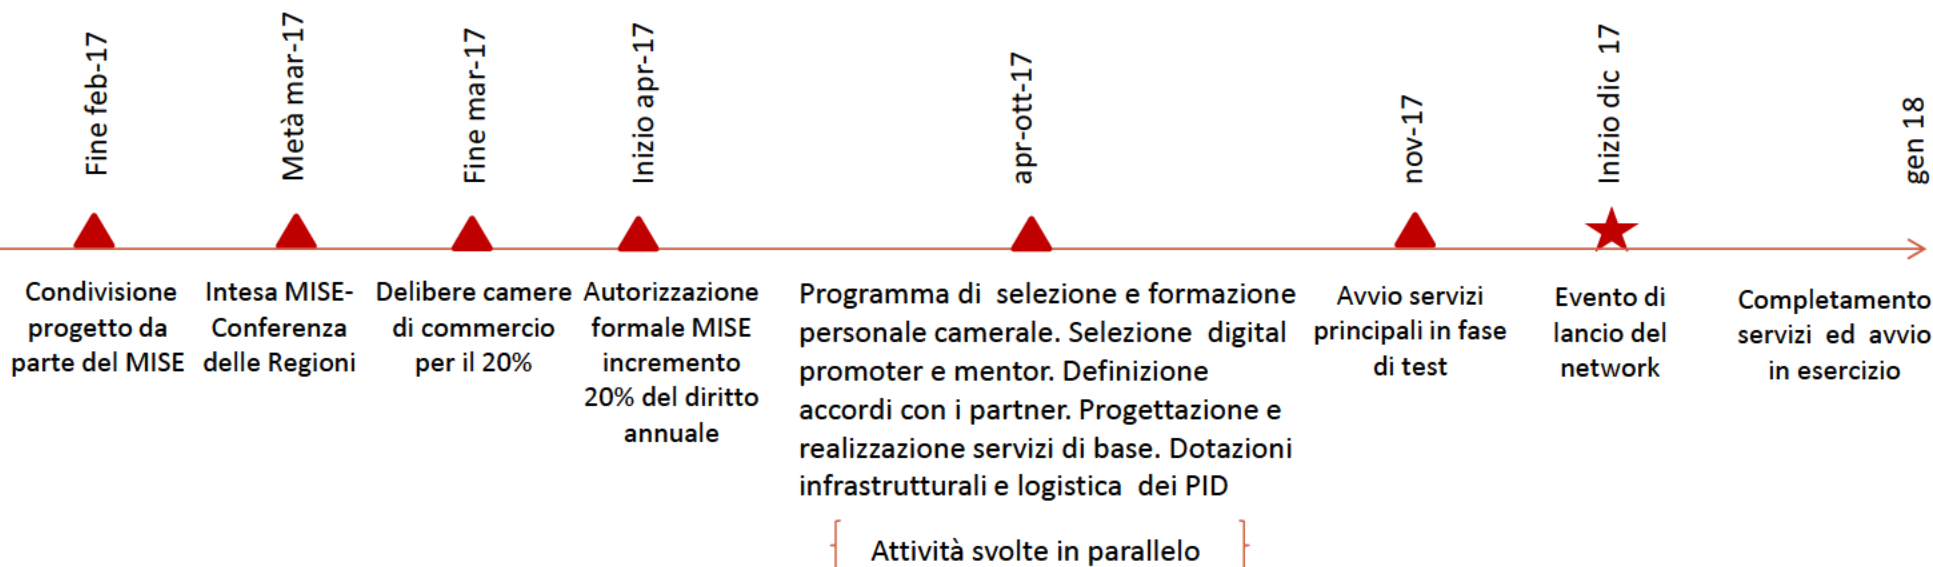 Fine feb-17
Metà mar-17
Fine mar-17
Inizio apr-17
apr-ott-17
nov-17
Inizio dic 17
gen 18
Condivisione
progetto da
parte del MISE
Intesa MISE-
Conferenza
delle Regioni
Delibere camere
di commercio
per il 20%
Autorizzazione
formale MISE
incremento
20% del diritto
annuale
Programma di selezione e formazione
personale camerale. Selezione digital
promoter e mentor. Definizione
accordi con i partner. Progettazione e
realizzazione servizi di base. Dotazioni
infrastrutturali e logistica dei PID
Attività svolte in parallelo
Avvio servizi
principali in fase
di test
Evento di
lancio del
network
Completamento
servizi ed avvio
in esercizio